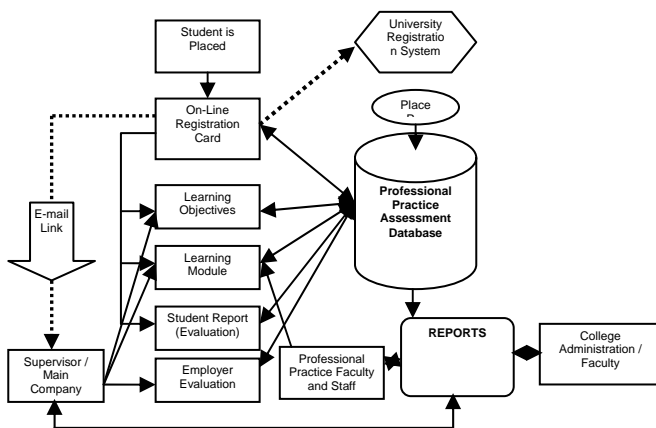 Student is
Placed
University
Registratio
n System
On-Line
Registration
Card
Place
Professional
Practice
Assessment
Database
Learning
Objectives
E-mail
Link
Learning
Module
Student Report
(Evaluation)
REPORTS
Supervisor /
Main
Company
Employer
Evaluation
Professional
Practice Faculty
and Staff
College
Administration /
Faculty